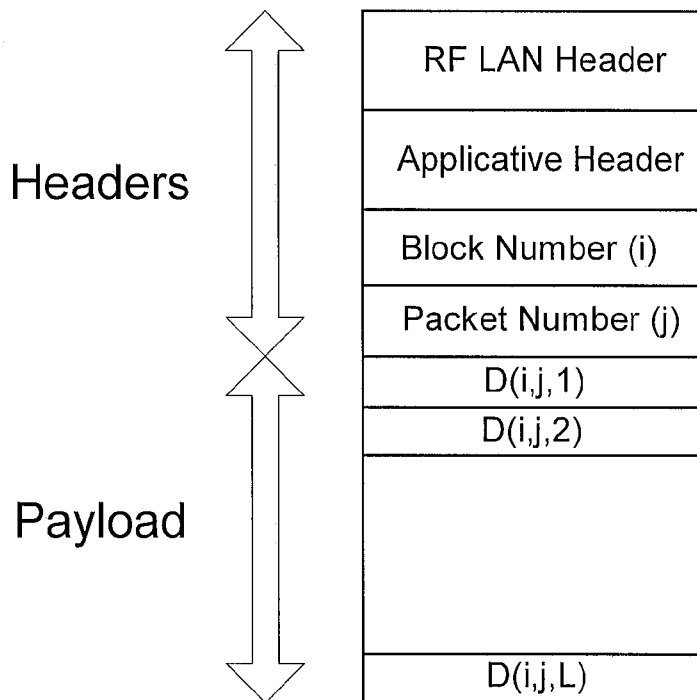 RF LAN Header
Applicative Header
Headers
Block Number (i)
Packet Number (j)
D(i,j,1)
D(i,j,2)
Payload
D(i,j,L)